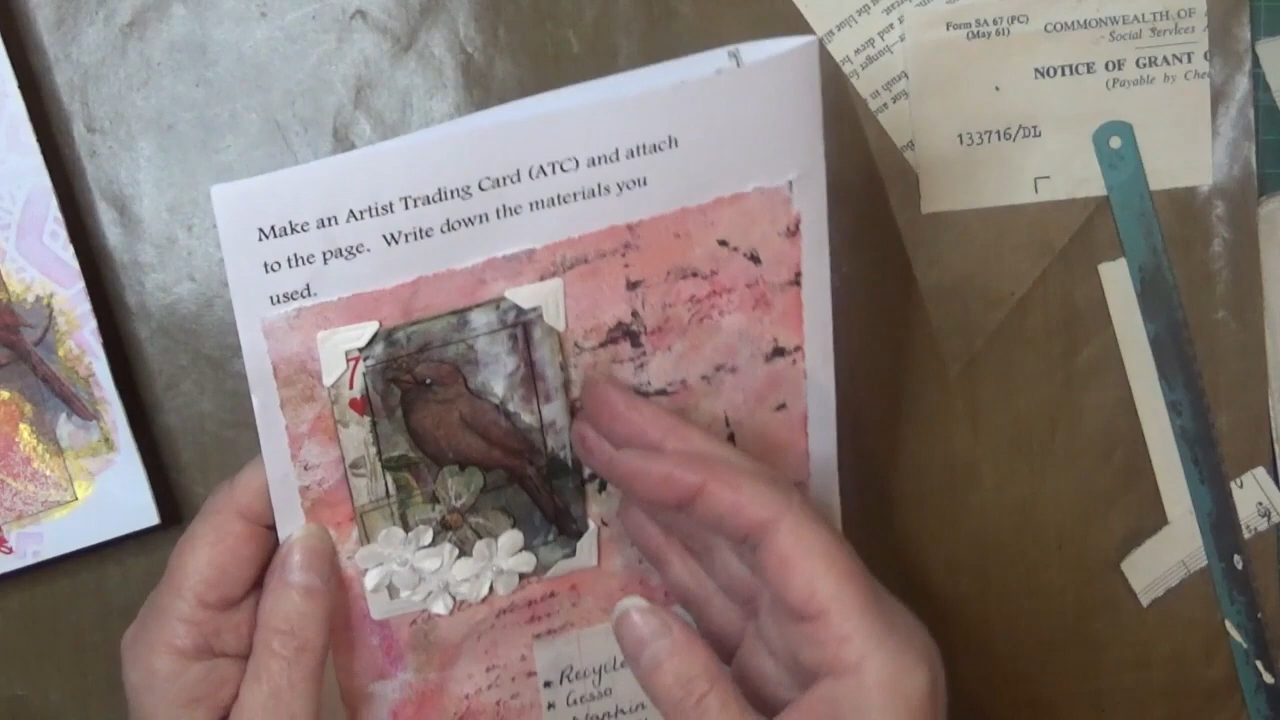 Make an Artist Trading Card (ATC) and attach
to the page. Write down the materials you
used.
7
* Recycle
* Gesso
* Napkin
Form SA 67 (PC)
(May 61)
COMMONWEALTH OF
Social Services
NOTICE OF GRANT
(Payable by Che
133716/DL